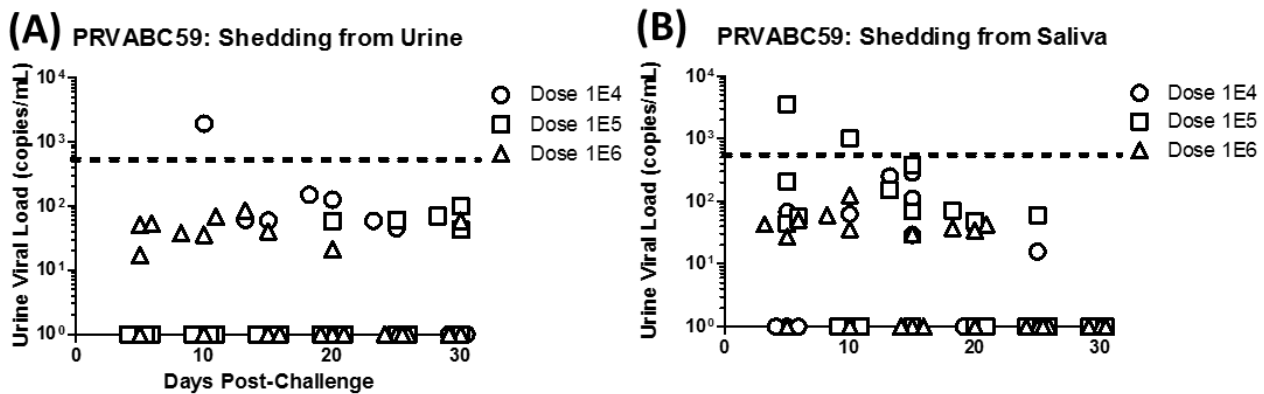 (A) PRVABC59: Shedding from Urine
Urine Viral Load (copies/mL)
10⁴
10³
10²
10¹
10⁰
0 10 20 30
Days Post-Challenge
Dose 1E4
Dose 1E5
Dose 1E6
(B) PRVABC59: Shedding from Saliva
Urine Viral Load (copies/mL)
10⁴
10³
10²
10¹
10⁰
0 10 20 30
Dose 1E4
Dose 1E5
Dose 1E6